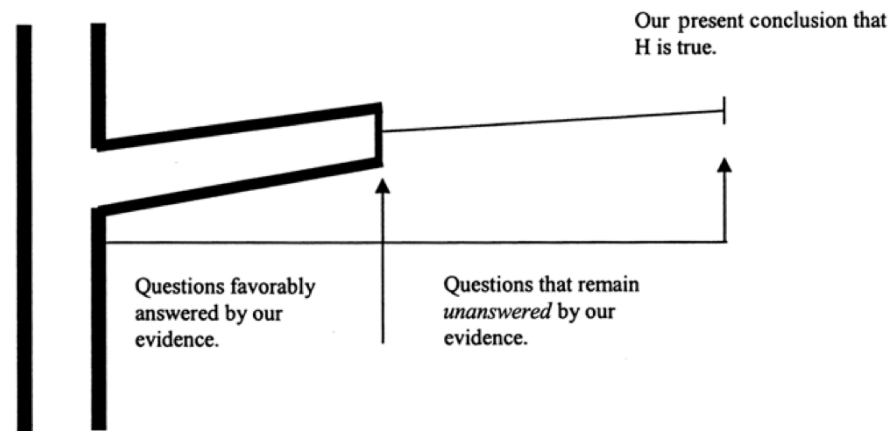 Our present conclusion that
H is true.
Questions favorably
answered by our
evidence.
Questions that remain
unanswered by our
evidence.